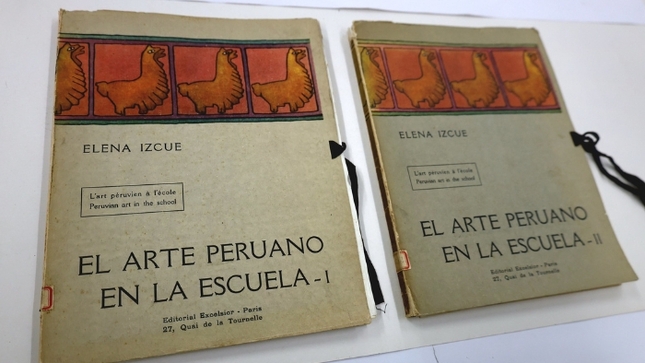 ELENA IZCUE
L'art péruvien à l'école
Peruvian art in the school
EL ARTE PERUANO
EN LA ESCUELA - I
Editorial Excelsior - Paris
27, Quai de la Tournelle
ELENA IZCUE
L'art péruvien à l'école
Peruvian art in the school
EL ARTE PERUANO
EN LA ESCUELA - II
Editorial Excelsior - Paris
27, Quai de la Tournelle